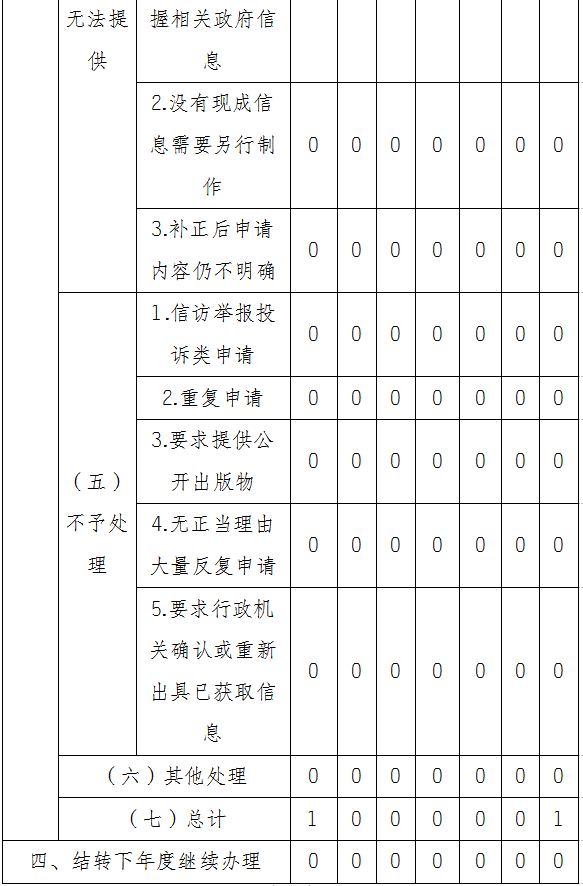 无法提
供
握相关政府信
息
2.没有现成信
息需要另行制
作
0 0 0 0 0 0 0
3.补正后申请
内容仍不明确
0 0 0 0 0 0 0
（五）
不予处
理
1.信访举报投
诉类申请
0 0 0 0 0 0 0
2.重复申请 0 0 0 0 0 0 0
3.要求提供公
开出版物
0 0 0 0 0 0 0
4.无正当理由
大量反复申请
0 0 0 0 0 0 0
5.要求行政机
关确认或重新
出具已获取信
息
0 0 0 0 0 0 0
（六）其他处理 0 0 0 0 0 0 0
（七）总计 1 0 0 0 0 0 1
四、结转下年度继续办理 0 0 0 0 0 0 0